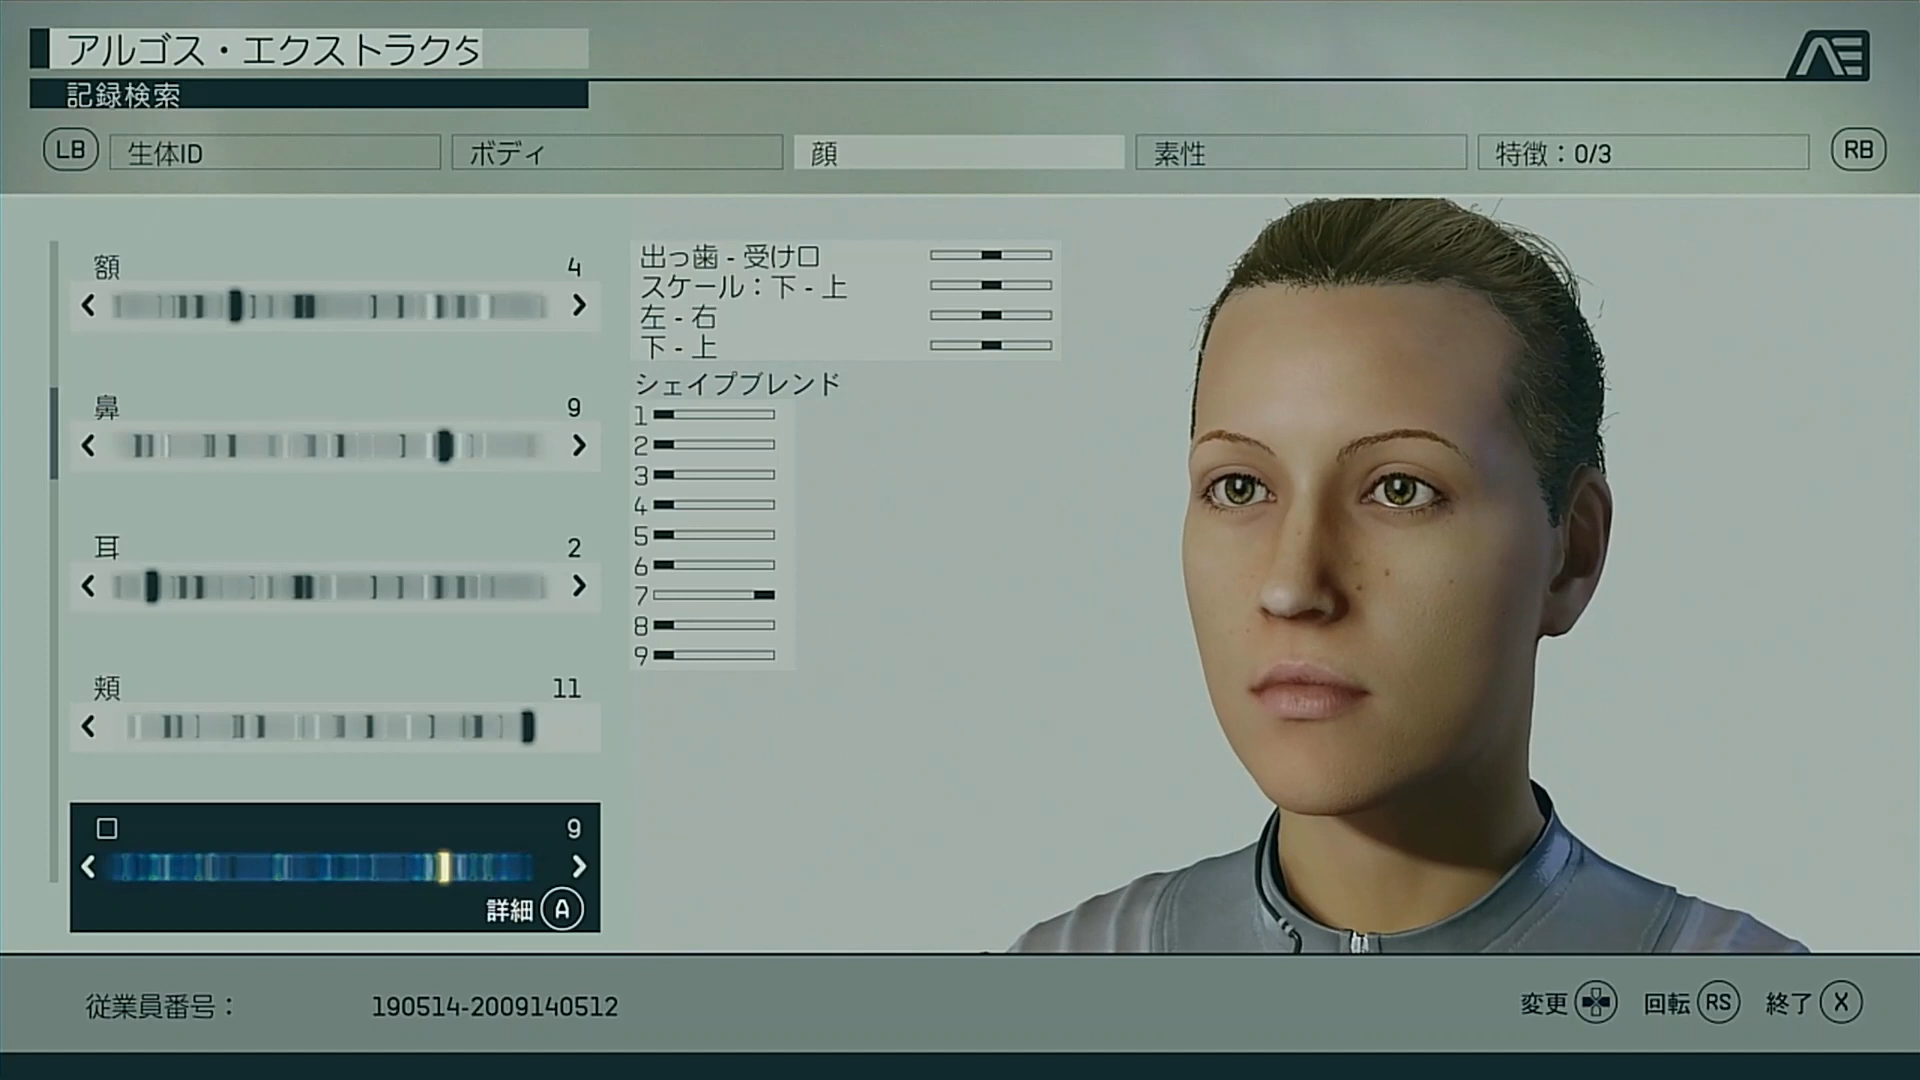 アルゴス・エクストラクタ
AE
記録検索
LB
生体ID
ボディ
顔
素性
特徴：0/3
RB
額 4
鼻 9
耳 2
頬 11
口 9
詳細 A
出っ歯 - 受け口
スケール：下 - 上
左 - 右
下 - 上
シェイプブレンド
1
2
3
4
5
6
7
8
9
従業員番号： 190514-2009140512
変更
回転 RS
終了 X